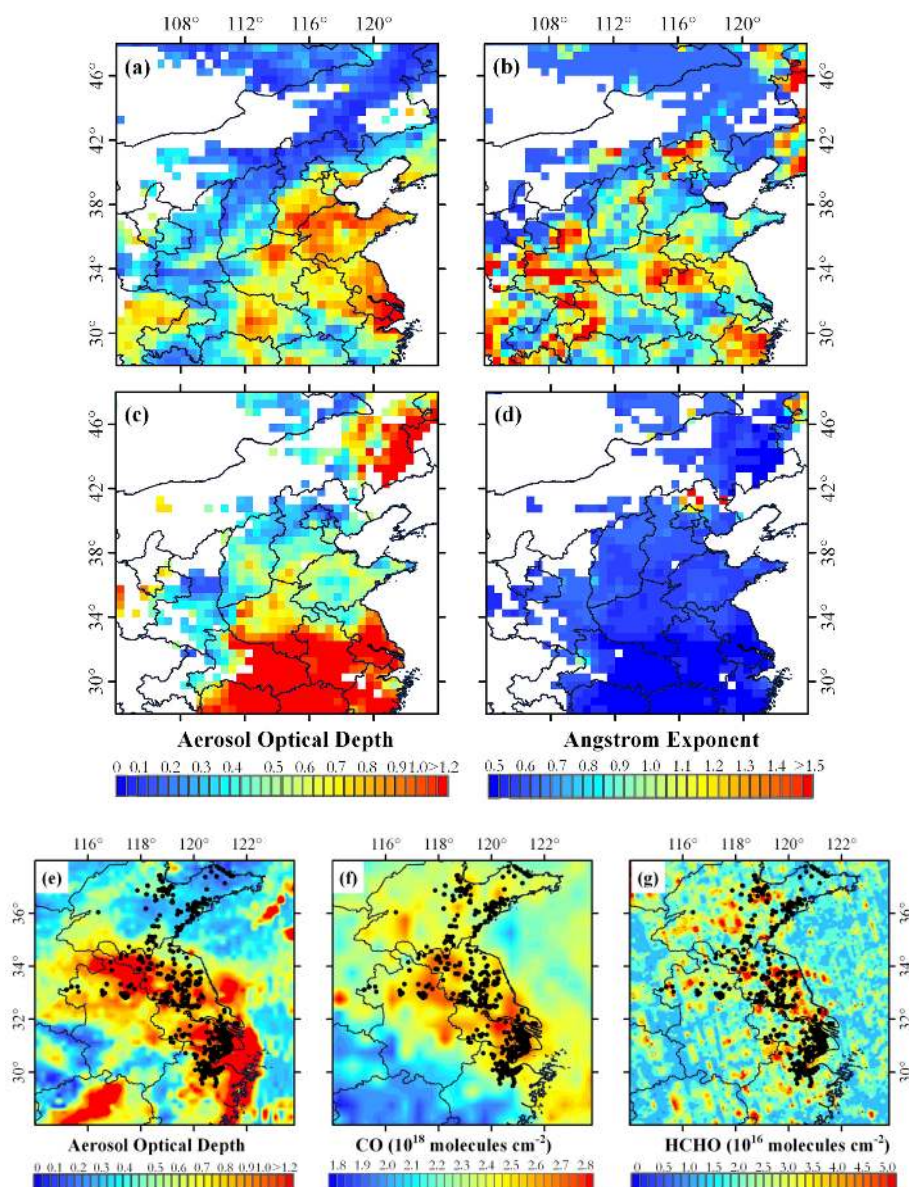 108° 112° 116° 120° 108° 112° 116° 120°
(a) (b)
46° 42° 38° 34° 30° 46° 42° 38° 34° 30°
(c) (d)
46° 42° 38° 34° 30° 46° 42° 38° 34° 30°
Aerosol Optical Depth Angstrom Exponent
0 0.1 0.2 0.3 0.4 0.5 0.6 0.7 0.8 0.9 1.0 >1.2 0.5 0.6 0.7 0.8 0.9 1.0 1.1 1.2 1.3 1.4 >1.5
116° 118° 120° 122° 116° 118° 120° 122° 116° 118° 120° 122°
(e) (f) (g)
36° 34° 32° 30° 36° 34° 32° 30° 36° 34° 32° 30°
Aerosol Optical Depth CO (10¹⁸ molecules cm⁻²) HCHO (10¹⁶ molecules cm⁻²)
0 0.1 0.2 0.3 0.4 0.5 0.6 0.7 0.8 0.9 1.0 >1.2 1.8 1.9 2.0 2.1 2.2 2.3 2.4 2.5 2.6 2.7 2.8 0 0.5 1.0 1.5 2.0 2.5 3.0 3.5 4.0 4.5 5.0